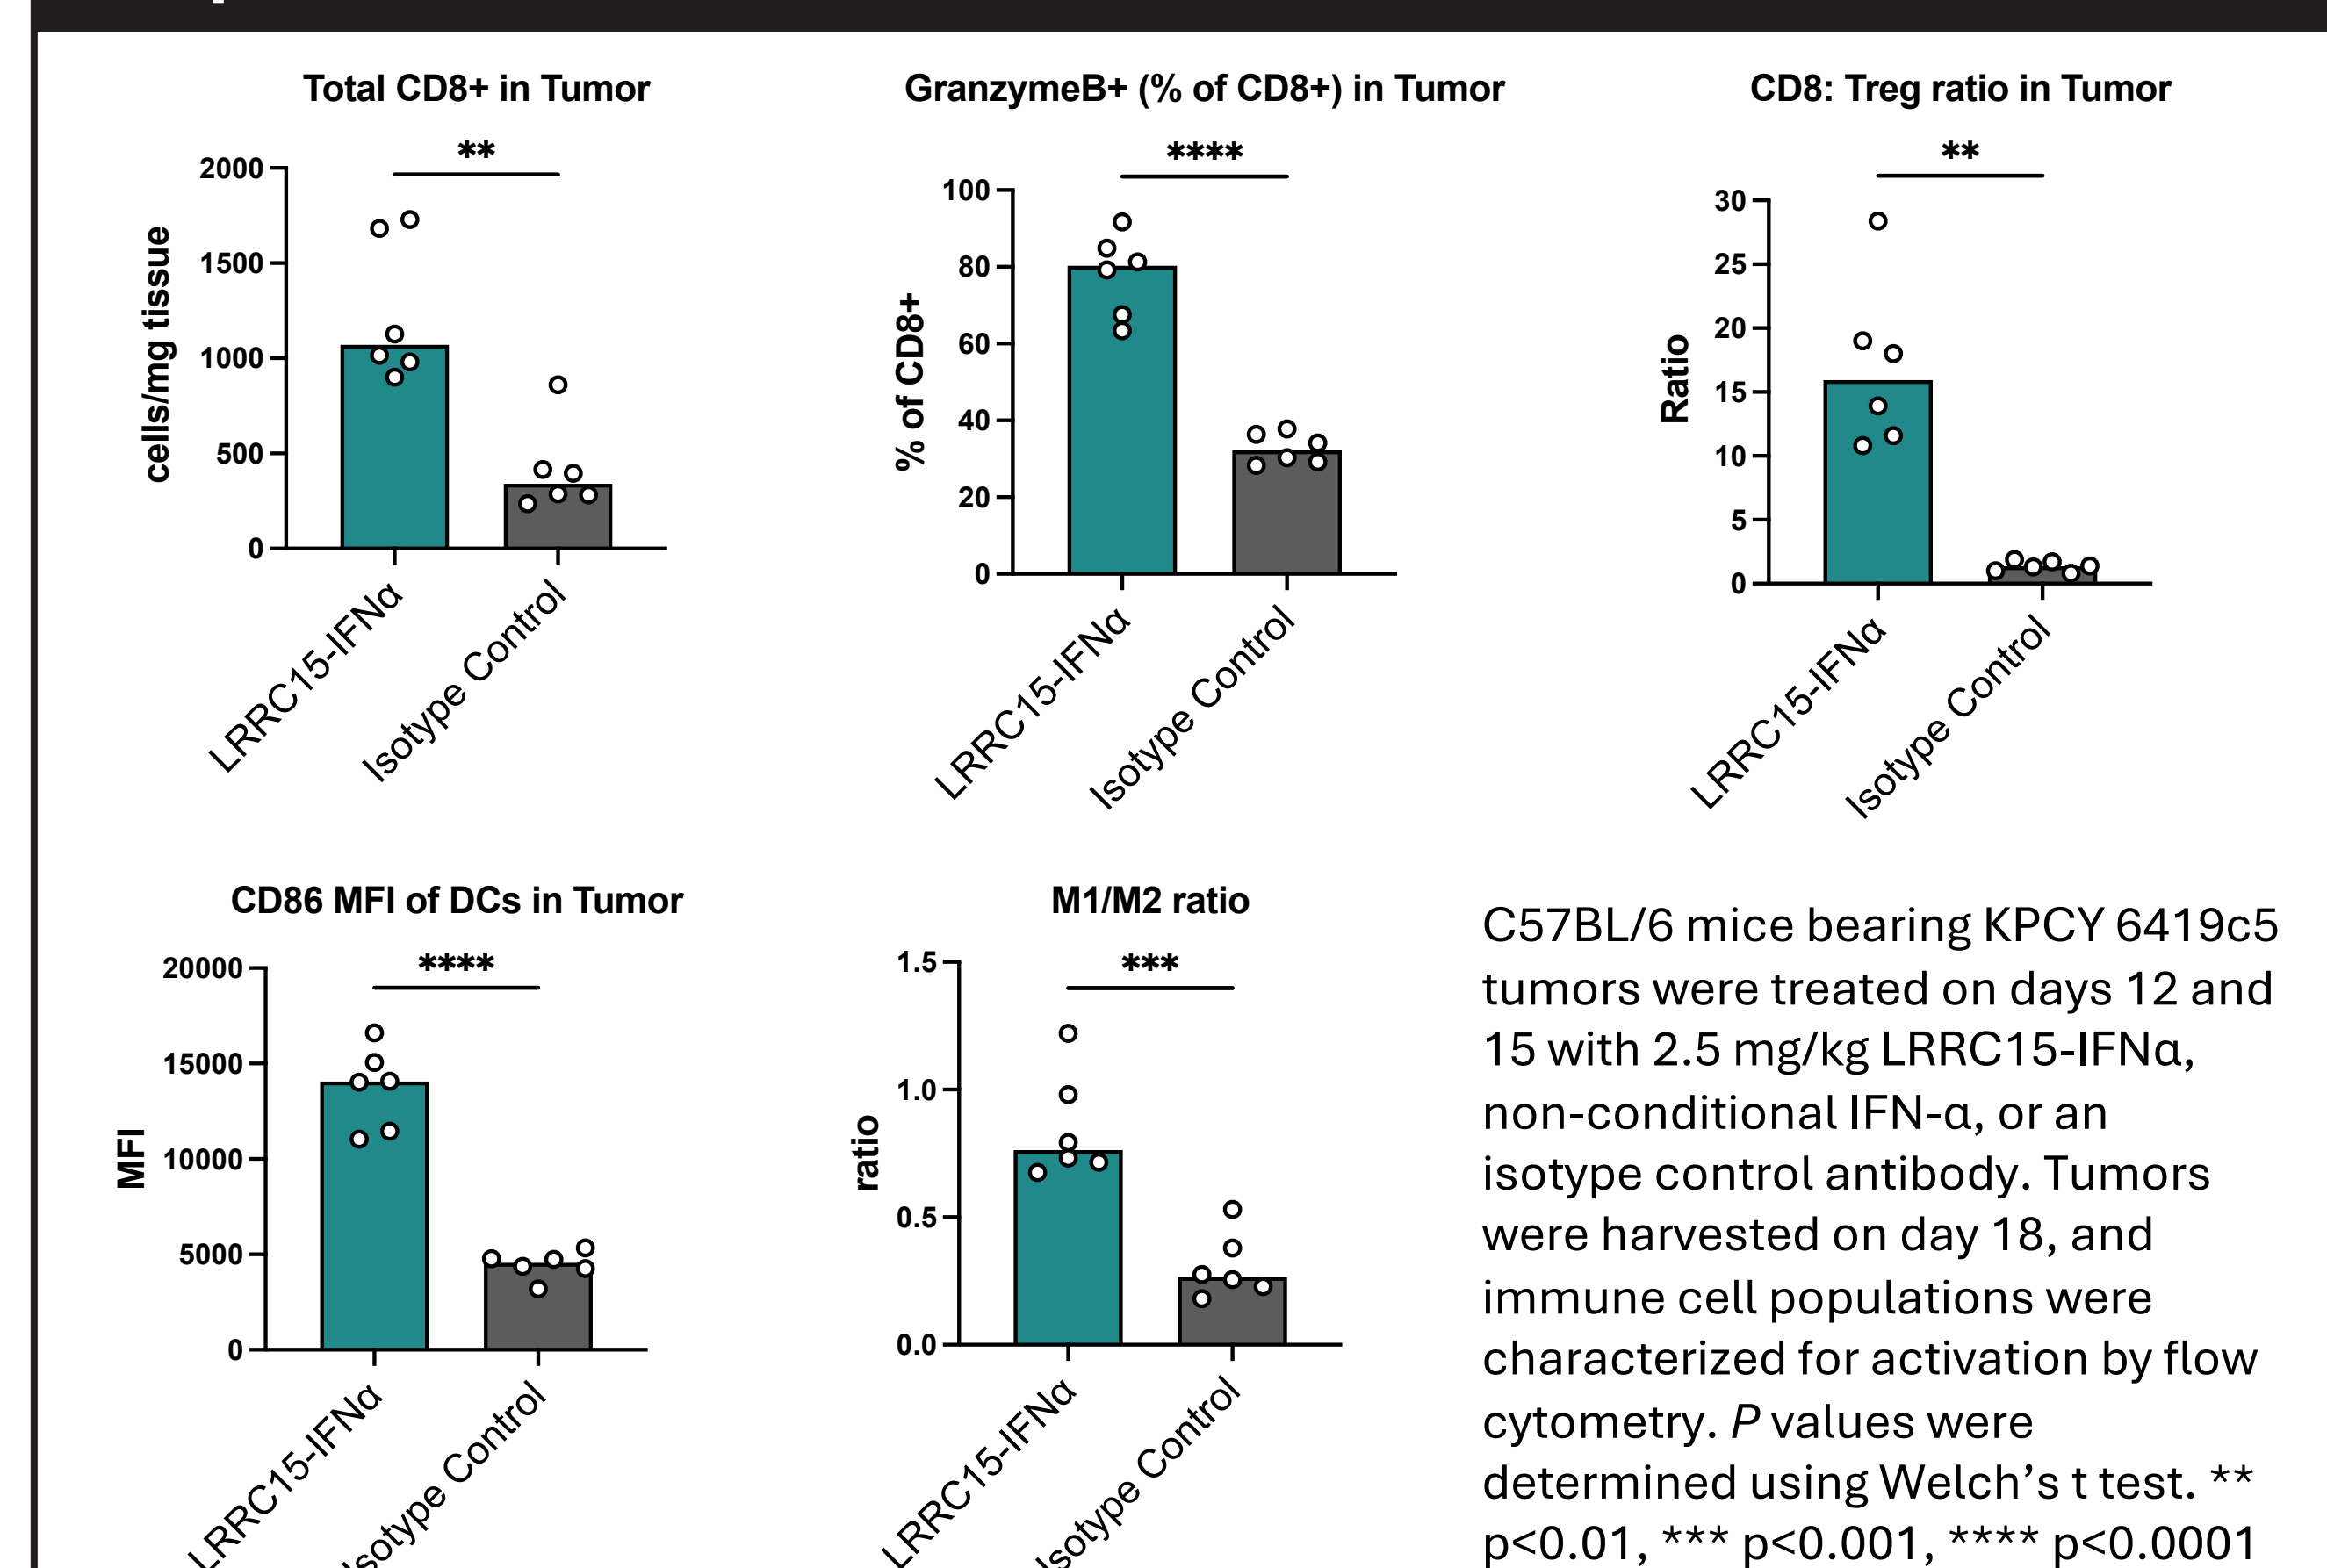 Total CD8+ in Tumor
**
2000
1500
1000
500
0
cells/mg tissue
LRRC15-IFNα
Isotype Control
GranzymeB+ (% of CD8+) in Tumor
****
100
80
60
40
20
0
% of CD8+
LRRC15-IFNα
Isotype Control
CD8: Treg ratio in Tumor
**
30
25
20
15
10
5
0
Ratio
LRRC15-IFNα
Isotype Control
CD86 MFI of DCs in Tumor
****
20000
15000
10000
5000
0
MFI
LRRC15-IFNα
Isotype Control
M1/M2 ratio
***
1.5
1.0
0.5
0.0
ratio
LRRC15-IFNα
Isotype Control
C57BL/6 mice bearing KPCY 6419c5
tumors were treated on days 12 and
15 with 2.5 mg/kg LRRC15-IFNα,
non-conditional IFN-α, or an
isotype control antibody. Tumors
were harvested on day 18, and
immune cell populations were
characterized for activation by flow
cytometry. P values were
determined using Welch’s t test. **
p<0.01, *** p<0.001, **** p<0.0001